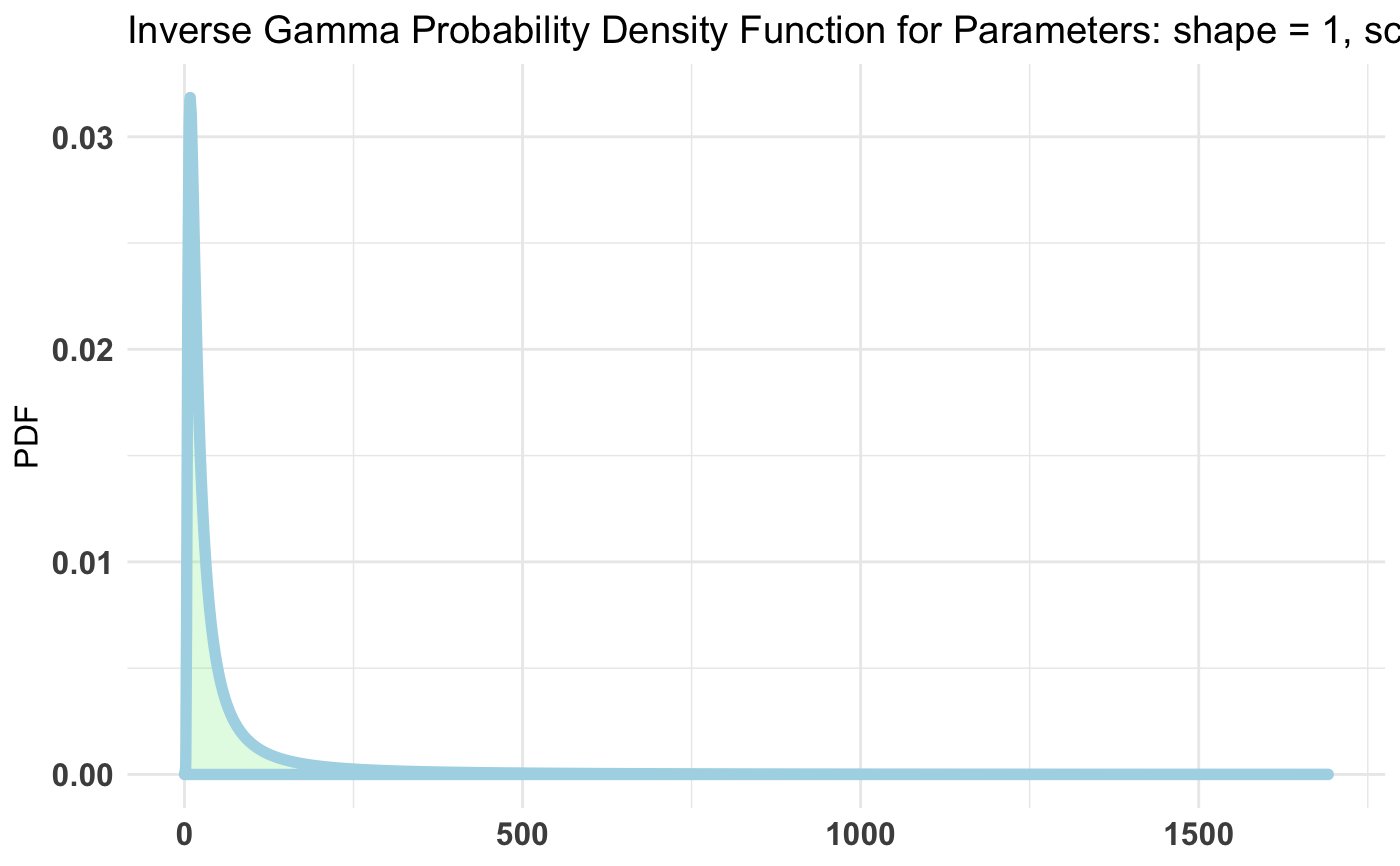 Inverse Gamma Probability Density Function for Parameters: shape = 1, sc
0.03
0.02
PDF
0.01
0.00
0 500 1000 1500